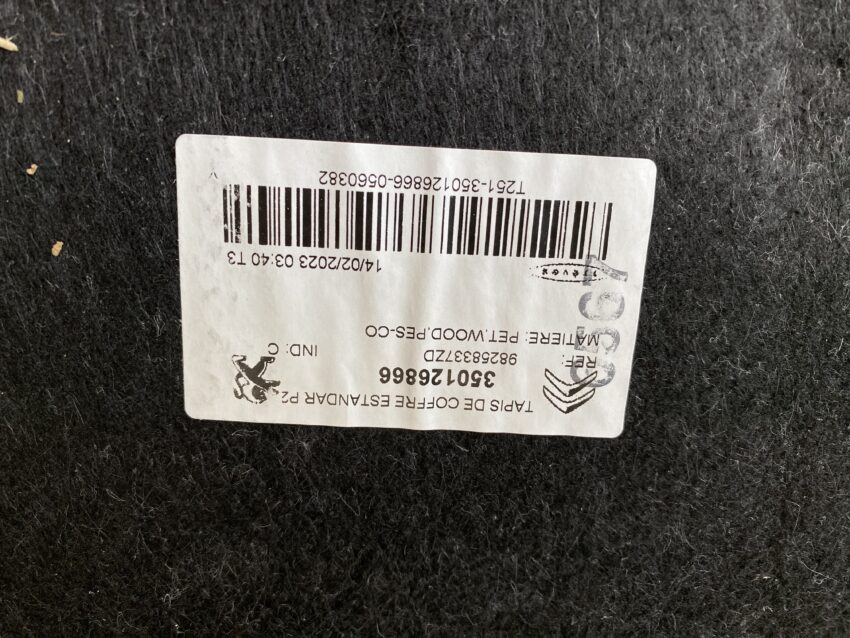 TAPIS DE COFFRE ESTANDAR P2
350126866
REF: 98258337ZD IND: C
MATIERE: PET,WOOD,PES-CO
14/02/2023 03:40 T3
T251-350126866-0560382